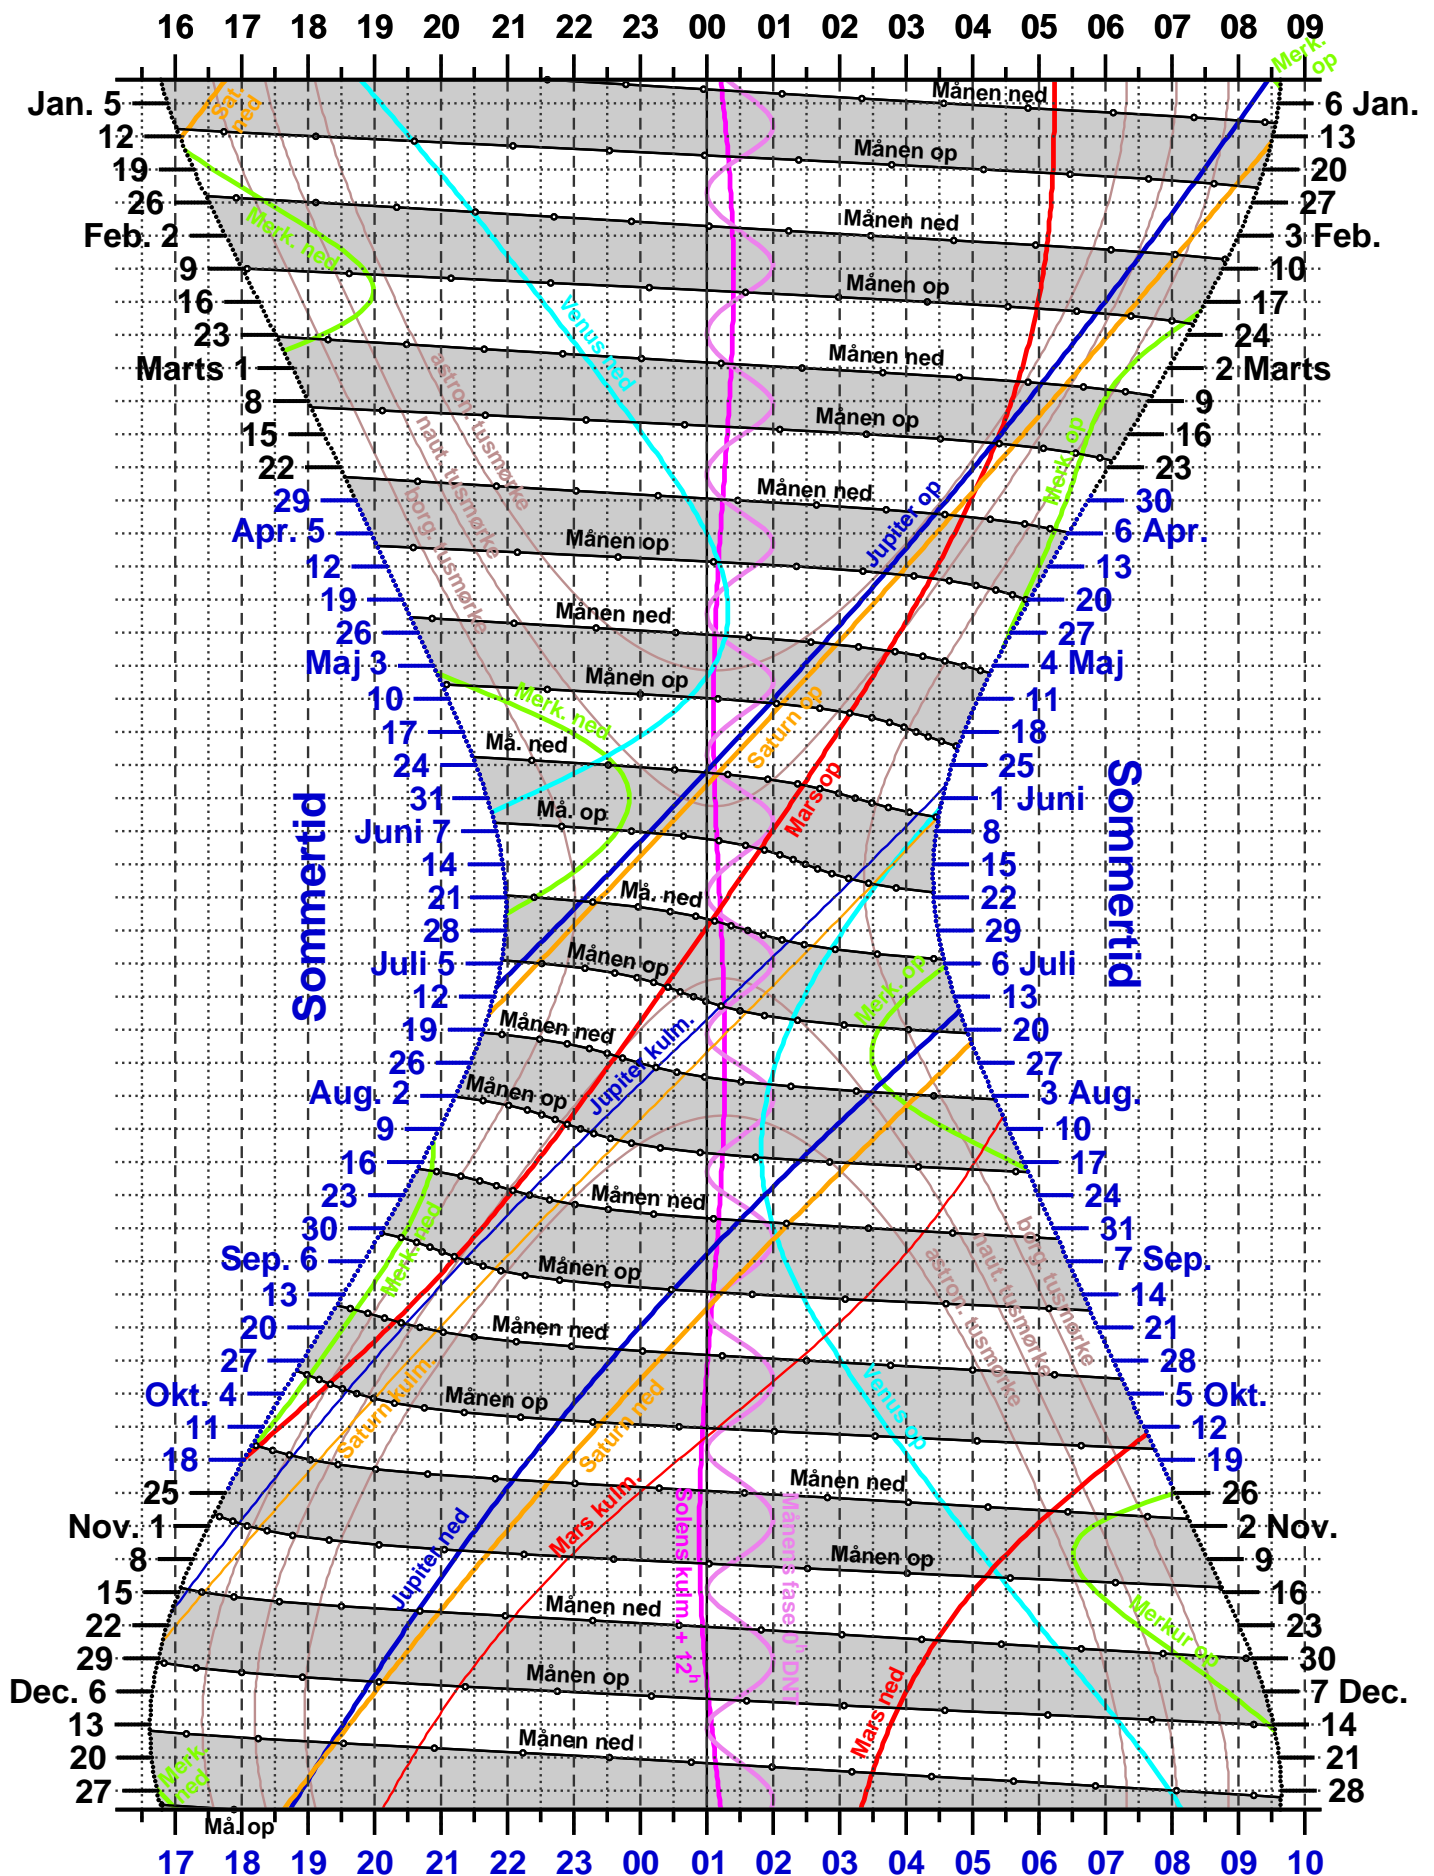 16 17 18 19 20 21 22 23 00 01 02 03 04 05 06 07 08 09
Merk.
op
Sat.
ned
Månen ned
Jan. 5
6 Jan.
12
13
Månen op
19
20
26
27
Månen ned
Merk. ned
Feb. 2
3 Feb.
9
10
Månen op
16
17
Venus ned
23
24
Månen ned
astron. tusmørke
Marts 1
2 Marts
8
9
Månen op
naut. tusmørke
15
16
Merk. op
22
23
borg. tusmørke
Månen ned
Jupiter op
29
30
Apr. 5
6 Apr.
Månen op
12
13
19
20
Månen ned
26
27
Maj 3
4 Maj
Månen op
Merk. ned
Saturn op
10
11
17
18
Må. ned
24
25
Mars op
Sommertid
Sommertid
31
1 Juni
Må. op
Juni 7
8
14
15
21
22
Må. ned
28
29
Månen op
Merk. op
Juli 5
6 Juli
12
13
19
20
Månen ned
Jupiter kulm.
26
27
Månen op
Aug. 2
3 Aug.
9
10
16
17
23
24
Månen ned
Merk. ned
30
31
borg. tusmørke
naut. tusmørke
astron. tusmørke
Sep. 6
7 Sep.
Månen op
13
14
20
21
Månen ned
27
28
Saturn kulm.
Saturn ned
Venus op
Okt. 4
5 Okt.
Månen op
11
12
18
19
Månen ned
Mars kulm.
Solens kulm + 12h
Månens fase 0h DNT
25
26
Jupiter ned
Nov. 1
2 Nov.
8
9
Månen op
15
16
Månen ned
Merkur op
22
23
29
30
Månen op
Mars ned
Dec. 6
7 Dec.
13
14
Månen ned
Merk.
ned
20
21
27
28
Må. op
17 18 19 20 21 22 23 00 01 02 03 04 05 06 07 08 09 10